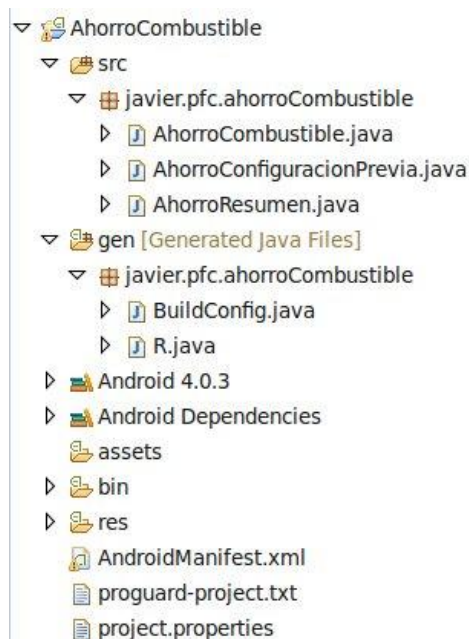 AhorroCombustible
src
javier.pfc.ahorroCombustible
AhorroCombustible.java
AhorroConfiguracionPrevia.java
AhorroResumen.java
gen [Generated Java Files]
javier.pfc.ahorroCombustible
BuildConfig.java
R.java
Android 4.0.3
Android Dependencies
assets
bin
res
AndroidManifest.xml
proguard-project.txt
project.properties